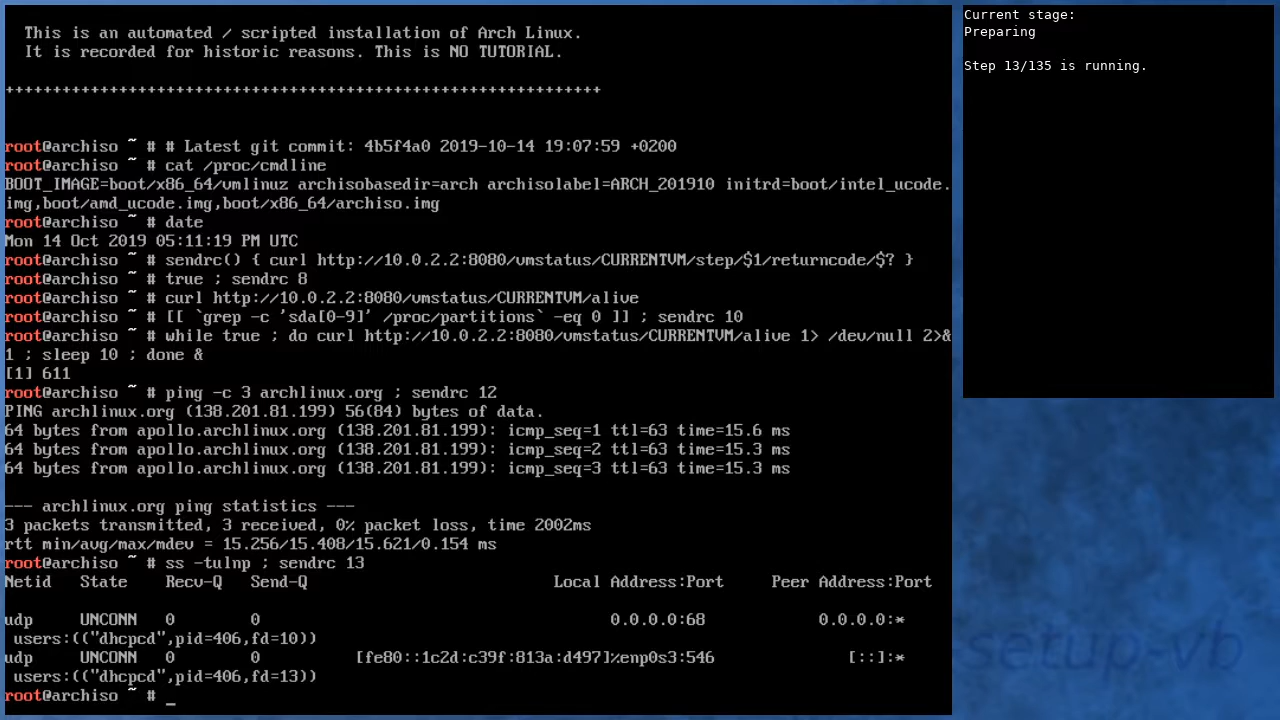 This is an automated / scripted installation of Arch Linux.
It is recorded for historic reasons. This is NO TUTORIAL.
++++++++++++++++++++++++++++++++++++++++++++++++++++++++++++++++
root@archiso ~ # # Latest git commit: 4b5f4a0 2019-10-14 19:07:59 +0200
root@archiso ~ # cat /proc/cmdline
BOOT_IMAGE=boot/x86_64/vmlinuz archisobasedir=arch archisolabel=ARCH_201910 initrd=boot/intel_ucode.
img,boot/amd_ucode.img,boot/x86_64/archiso.img
root@archiso ~ # date
Mon 14 Oct 2019 05:11:19 PM UTC
root@archiso ~ # sendrc() { curl http://10.0.2.2:8080/vmstatus/CURRENTVM/step/$1/returncode/$? }
root@archiso ~ # true ; sendrc 8
root@archiso ~ # curl http://10.0.2.2:8080/vmstatus/CURRENTVM/alive
root@archiso ~ # [[ `grep -c 'sda[0-9]' /proc/partitions` -eq 0 ]] ; sendrc 10
root@archiso ~ # while true ; do curl http://10.0.2.2:8080/vmstatus/CURRENTVM/alive 1> /dev/null 2>&
1 ; sleep 10 ; done &
[1] 611
root@archiso ~ # ping -c 3 archlinux.org ; sendrc 12
PING archlinux.org (138.201.81.199) 56(84) bytes of data.
64 bytes from apollo.archlinux.org (138.201.81.199): icmp_seq=1 ttl=63 time=15.6 ms
64 bytes from apollo.archlinux.org (138.201.81.199): icmp_seq=2 ttl=63 time=15.3 ms
64 bytes from apollo.archlinux.org (138.201.81.199): icmp_seq=3 ttl=63 time=15.3 ms
--- archlinux.org ping statistics ---
3 packets transmitted, 3 received, 0% packet loss, time 2002ms
rtt min/avg/max/mdev = 15.256/15.408/15.621/0.154 ms
root@archiso ~ # ss -tulnp ; sendrc 13
Netid State Recv-Q Send-Q Local Address:Port Peer Address:Port
udp UNCONN 0 0 0.0.0.0:68 0.0.0.0:*
users:(("dhcpcd",pid=406,fd=10))
udp UNCONN 0 0 [fe80::1c2d:c39f:813a:d497]%enp0s3:546 [::]:*
users:(("dhcpcd",pid=406,fd=13))
root@archiso ~ # _
Current stage:
Preparing
Step 13/135 is running.
setup-vb